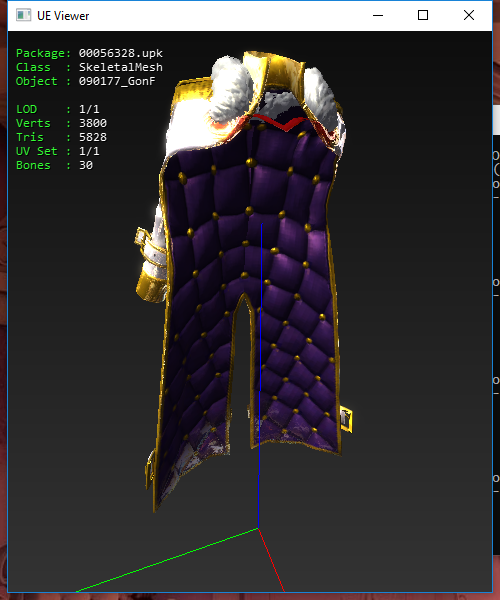 UE Viewer
Package: 00056328.upk
Class  : SkeletalMesh
Object : 090177_GonF
LOD    : 1/1
Verts  : 3800
Tris   : 5828
UV Set : 1/1
Bones  : 30